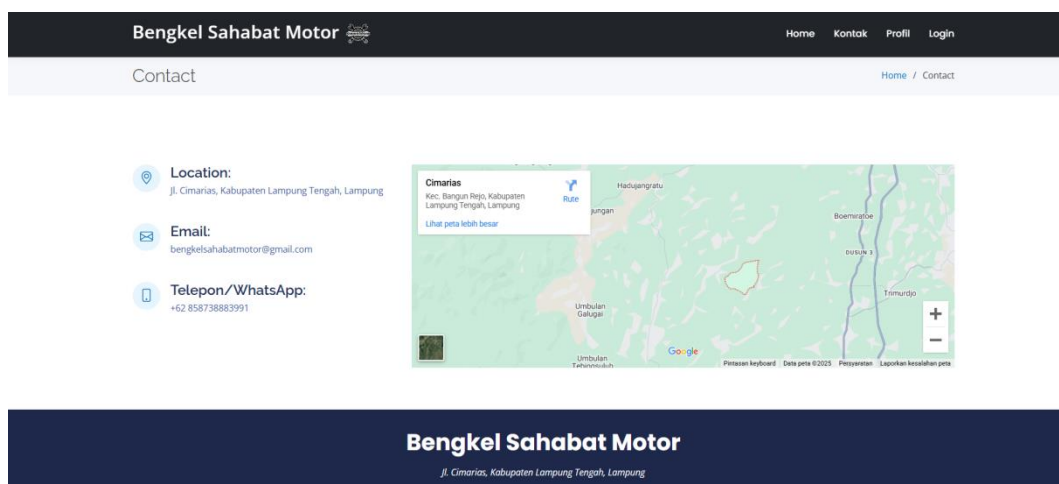 Bengkel Sahabat Motor
Home Kontak Profil Login
Contact
Home / Contact
Location:
Jl. Cimarias, Kabupaten Lampung Tengah, Lampung
Email:
bengkelsahabatmotor@gmail.com
Telepon/WhatsApp:
+62 858738883991
Cimarias
Kec. Bangun Rejo, Kabupaten
Lampung Tengah, Lampung
Rute
Lihat peta lebih besar
Hadujangratu
jungan
Boemiratoe
DUSUN 3
Trimurdjo
Umbulan
Galugai
Umbulan
Google
Pintasan keyboard Data peta ©2025 Persyaratan Laporkan kesalahan peta
Bengkel Sahabat Motor
Jl. Cimarias, Kabupaten Lampung Tengah, Lampung